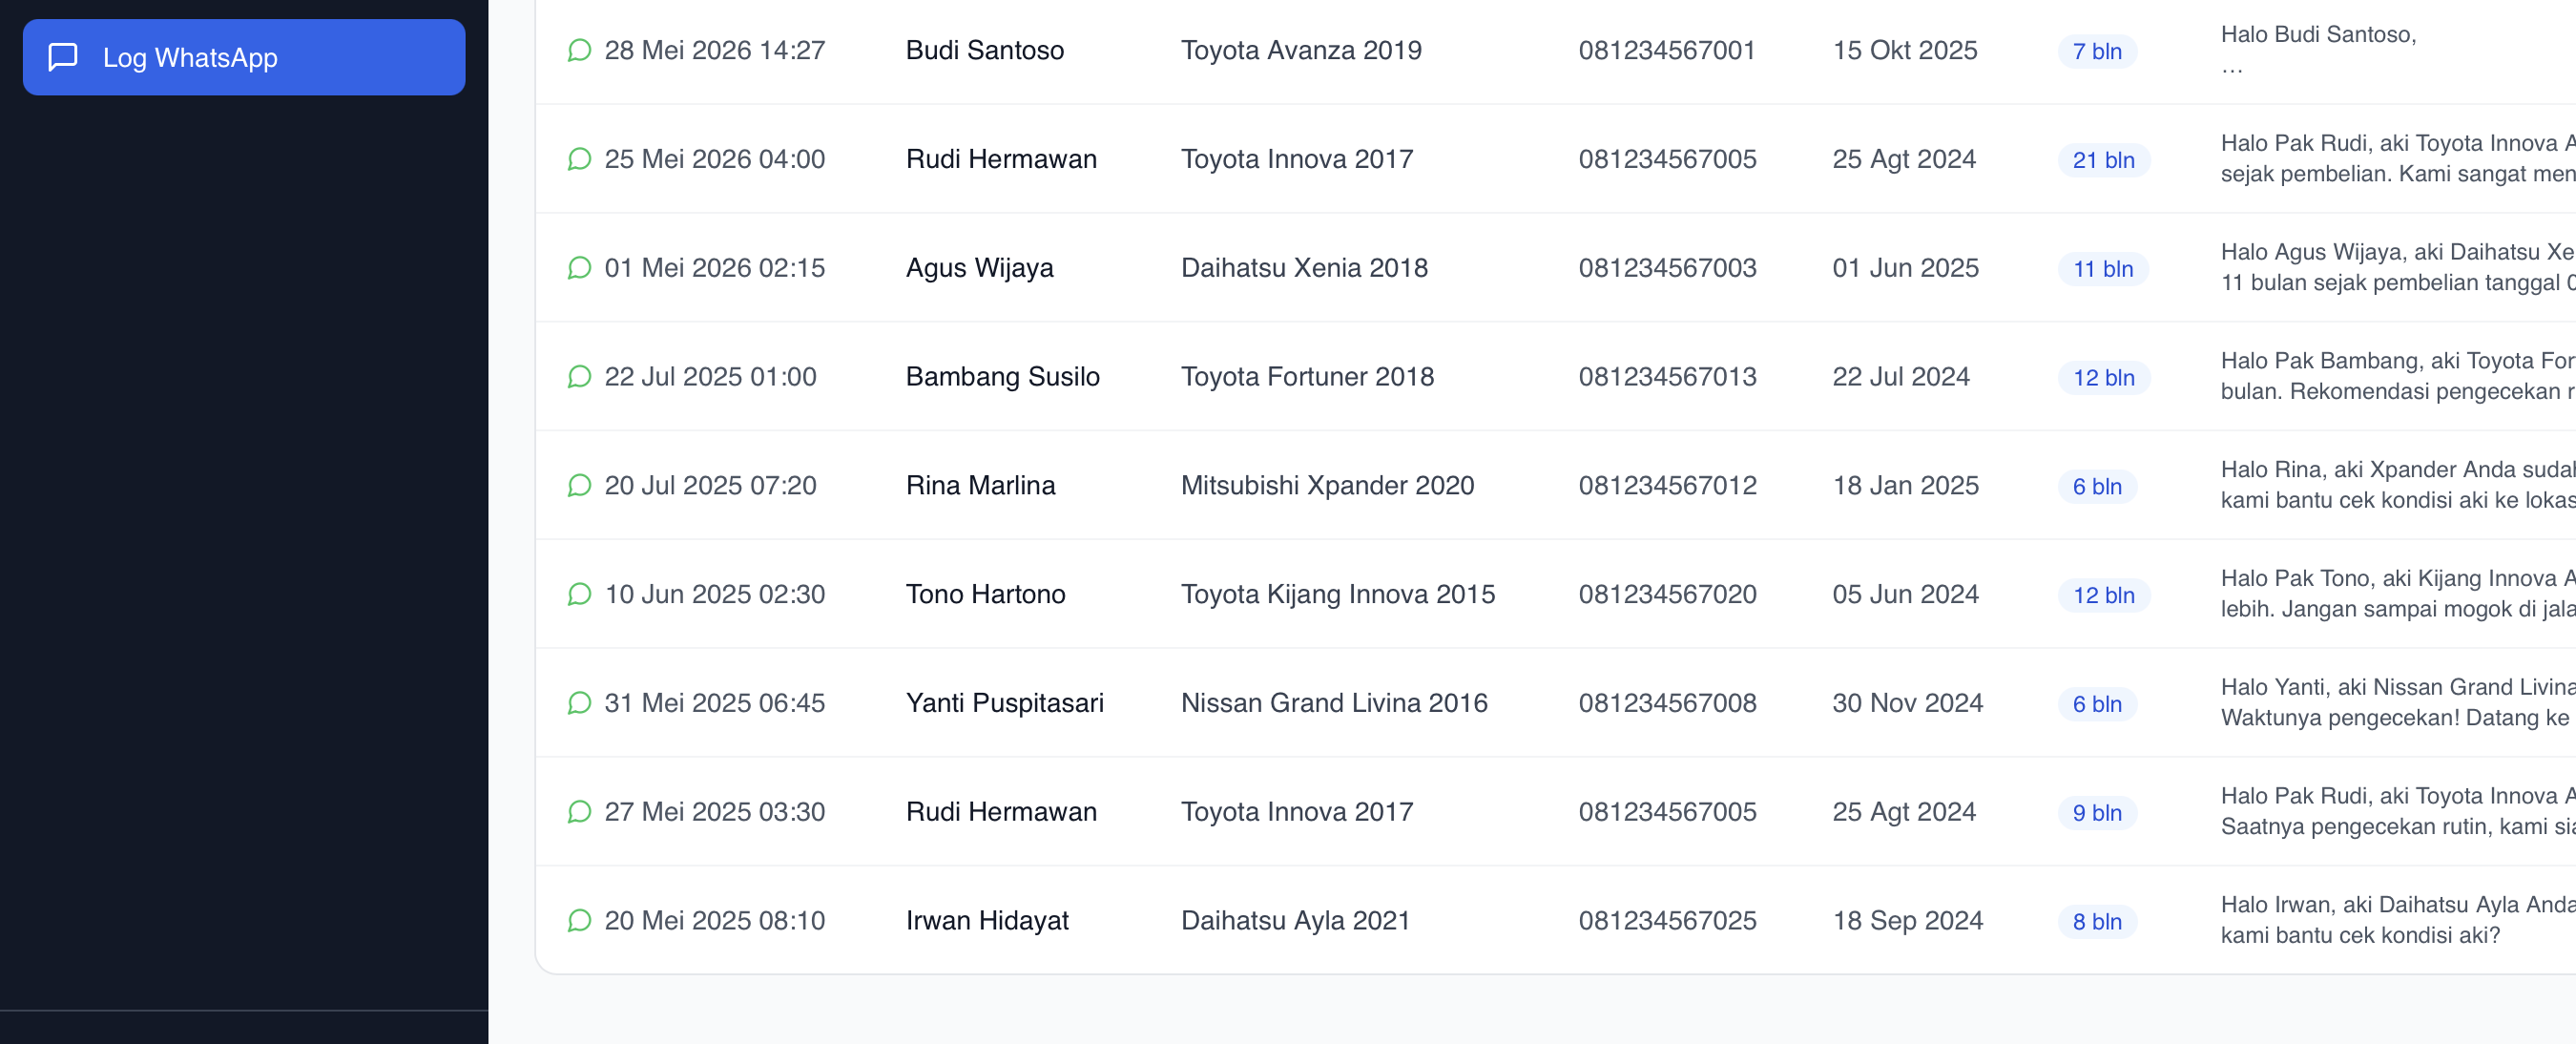 Log WhatsApp
28 Mei 2026 14:27 Budi Santoso Toyota Avanza 2019 081234567001 15 Okt 2025 7 bln Halo Budi Santoso,
...
25 Mei 2026 04:00 Rudi Hermawan Toyota Innova 2017 081234567005 25 Agt 2024 21 bln Halo Pak Rudi, aki Toyota Innova A
sejak pembelian. Kami sangat men
01 Mei 2026 02:15 Agus Wijaya Daihatsu Xenia 2018 081234567003 01 Jun 2025 11 bln Halo Agus Wijaya, aki Daihatsu Xe
11 bulan sejak pembelian tanggal 0
22 Jul 2025 01:00 Bambang Susilo Toyota Fortuner 2018 081234567013 22 Jul 2024 12 bln Halo Pak Bambang, aki Toyota For
bulan. Rekomendasi pengecekan r
20 Jul 2025 07:20 Rina Marlina Mitsubishi Xpander 2020 081234567012 18 Jan 2025 6 bln Halo Rina, aki Xpander Anda sudah
kami bantu cek kondisi aki ke lokas
10 Jun 2025 02:30 Tono Hartono Toyota Kijang Innova 2015 081234567020 05 Jun 2024 12 bln Halo Pak Tono, aki Kijang Innova A
lebih. Jangan sampai mogok di jala
31 Mei 2025 06:45 Yanti Puspitasari Nissan Grand Livina 2016 081234567008 30 Nov 2024 6 bln Halo Yanti, aki Nissan Grand Livina
Waktunya pengecekan! Datang ke
27 Mei 2025 03:30 Rudi Hermawan Toyota Innova 2017 081234567005 25 Agt 2024 9 bln Halo Pak Rudi, aki Toyota Innova A
Saatnya pengecekan rutin, kami sia
20 Mei 2025 08:10 Irwan Hidayat Daihatsu Ayla 2021 081234567025 18 Sep 2024 8 bln Halo Irwan, aki Daihatsu Ayla Anda
kami bantu cek kondisi aki?